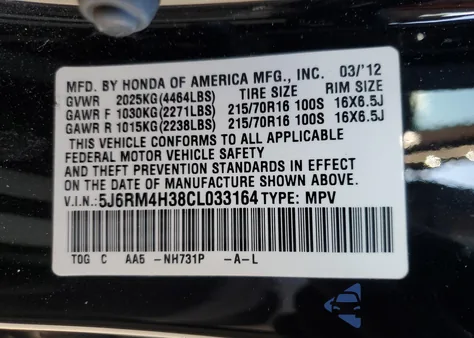 MFD. BY HONDA OF AMERICA MFG., INC. 03/'12
GVWR 2025KG(4464LBS) TIRE SIZE RIM SIZE
GAWR F 1030KG(2271LBS) 215/70R16 100S 16X6.5J
GAWR R 1015KG(2238LBS) 215/70R16 100S 16X6.5J
THIS VEHICLE CONFORMS TO ALL APPLICABLE
FEDERAL MOTOR VEHICLE SAFETY
AND THEFT PREVENTION STANDARDS IN EFFECT
ON THE DATE OF MANUFACTURE SHOWN ABOVE.
V.I.N.: 5J6RM4H38CL033164 TYPE: MPV
TOG C AA5 -NH731P -A-L